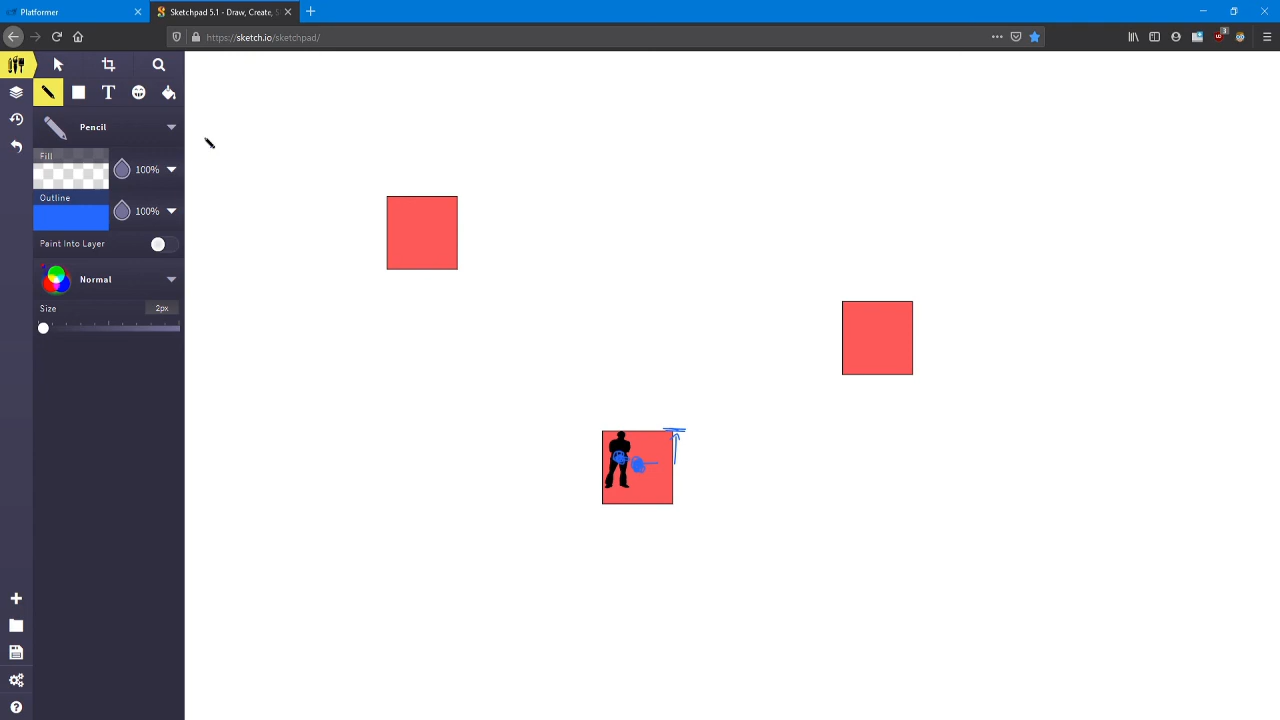 Platformer
Sketchpad 5.1 - Draw, Create, S
https://sketch.io/sketchpad/
3
T
Pencil
Fill
100%
Outline
100%
Paint Into Layer
Normal
Size
2px